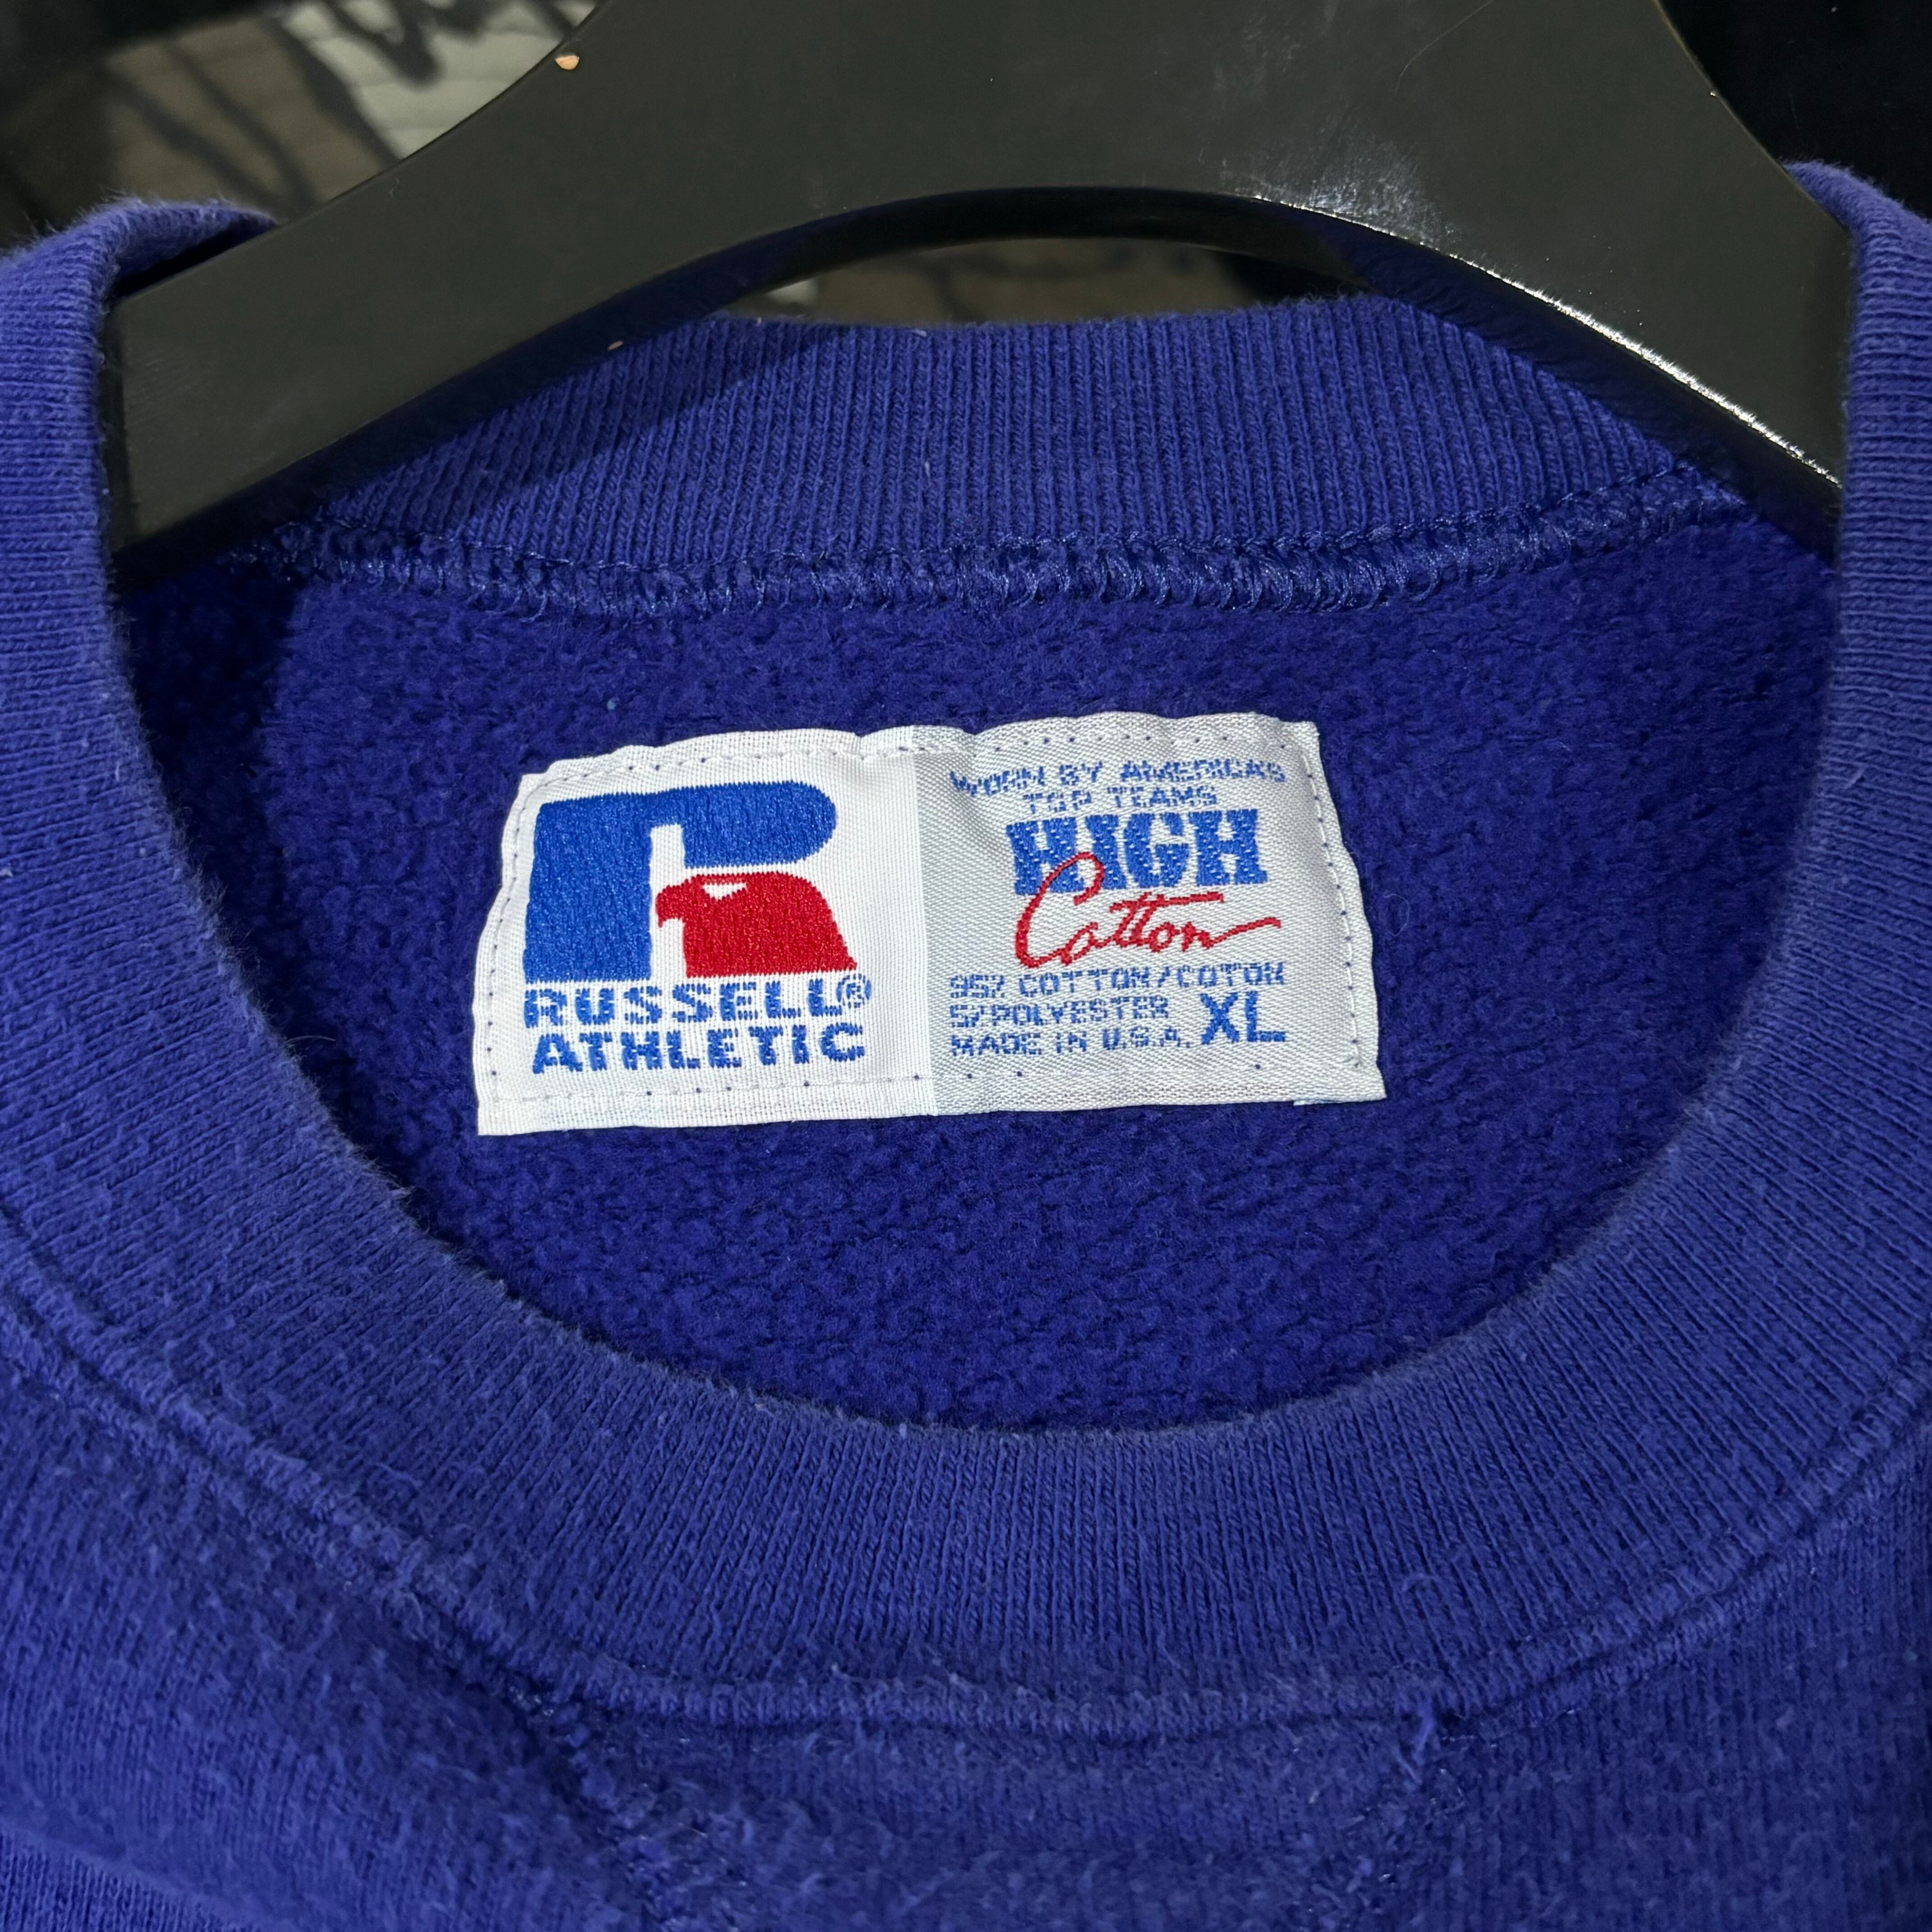 RUSSELL®
ATHLETIC
WORN BY AMERICA'S
TOP TEAMS
HIGH
Cotton
95% COTTON/COTON
5% POLYESTER
MADE IN U.S.A. XL